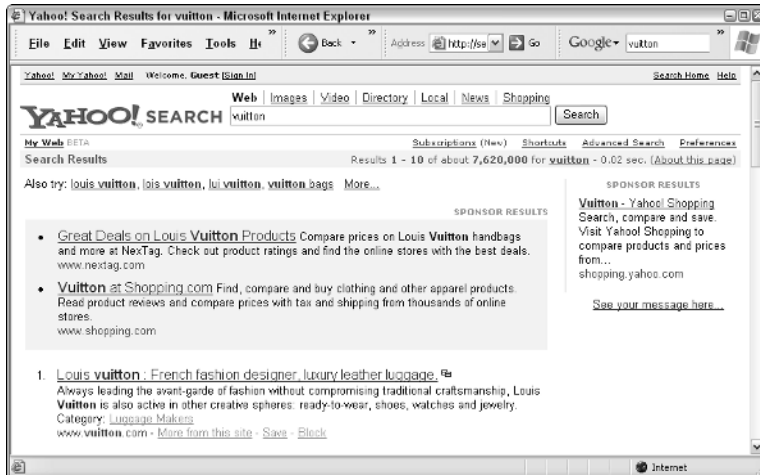 Yahoo! Search Results for vuitton - Microsoft Internet Explorer
File Edit View Favorites Tools He » Back » Address http://se Go Google vuitton »
Yahoo! My Yahoo! Mail Welcome, Guest [Sign In] Search Home Help
Web | Images | Video | Directory | Local | News | Shopping
YAHOO! SEARCH vuitton Search
My Web BETA Subscriptions (New) Shortcuts Advanced Search Preferences
Search Results Results 1 - 10 of about 7,620,000 for vuitton - 0.02 sec. (About this page)
Also try: louis vuitton, lois vuitton, lui vuitton, vuitton bags More...
SPONSOR RESULTS
• Great Deals on Louis Vuitton Products Compare prices on Louis Vuitton handbags
and more at NexTag. Check out product ratings and find the online stores with the best deals.
www.nextag.com
• Vuitton at Shopping.com Find, compare and buy clothing and other apparel products.
Read product reviews and compare prices with tax and shipping from thousands of online
stores.
www.shopping.com
1. Louis vuitton : French fashion designer, luxury leather luggage.
Always leading the avant-garde of fashion without compromising traditional craftsmanship, Louis
Vuitton is also active in other creative spheres: ready-to-wear, shoes, watches and jewelry.
Category: Luggage Makers
www.vuitton.com - More from this site - Save - Block
SPONSOR RESULTS
Vuitton - Yahoo! Shopping
Search, compare and save.
Visit Yahoo! Shopping to
compare products and prices
from...
shopping.yahoo.com
See your message here...
Internet